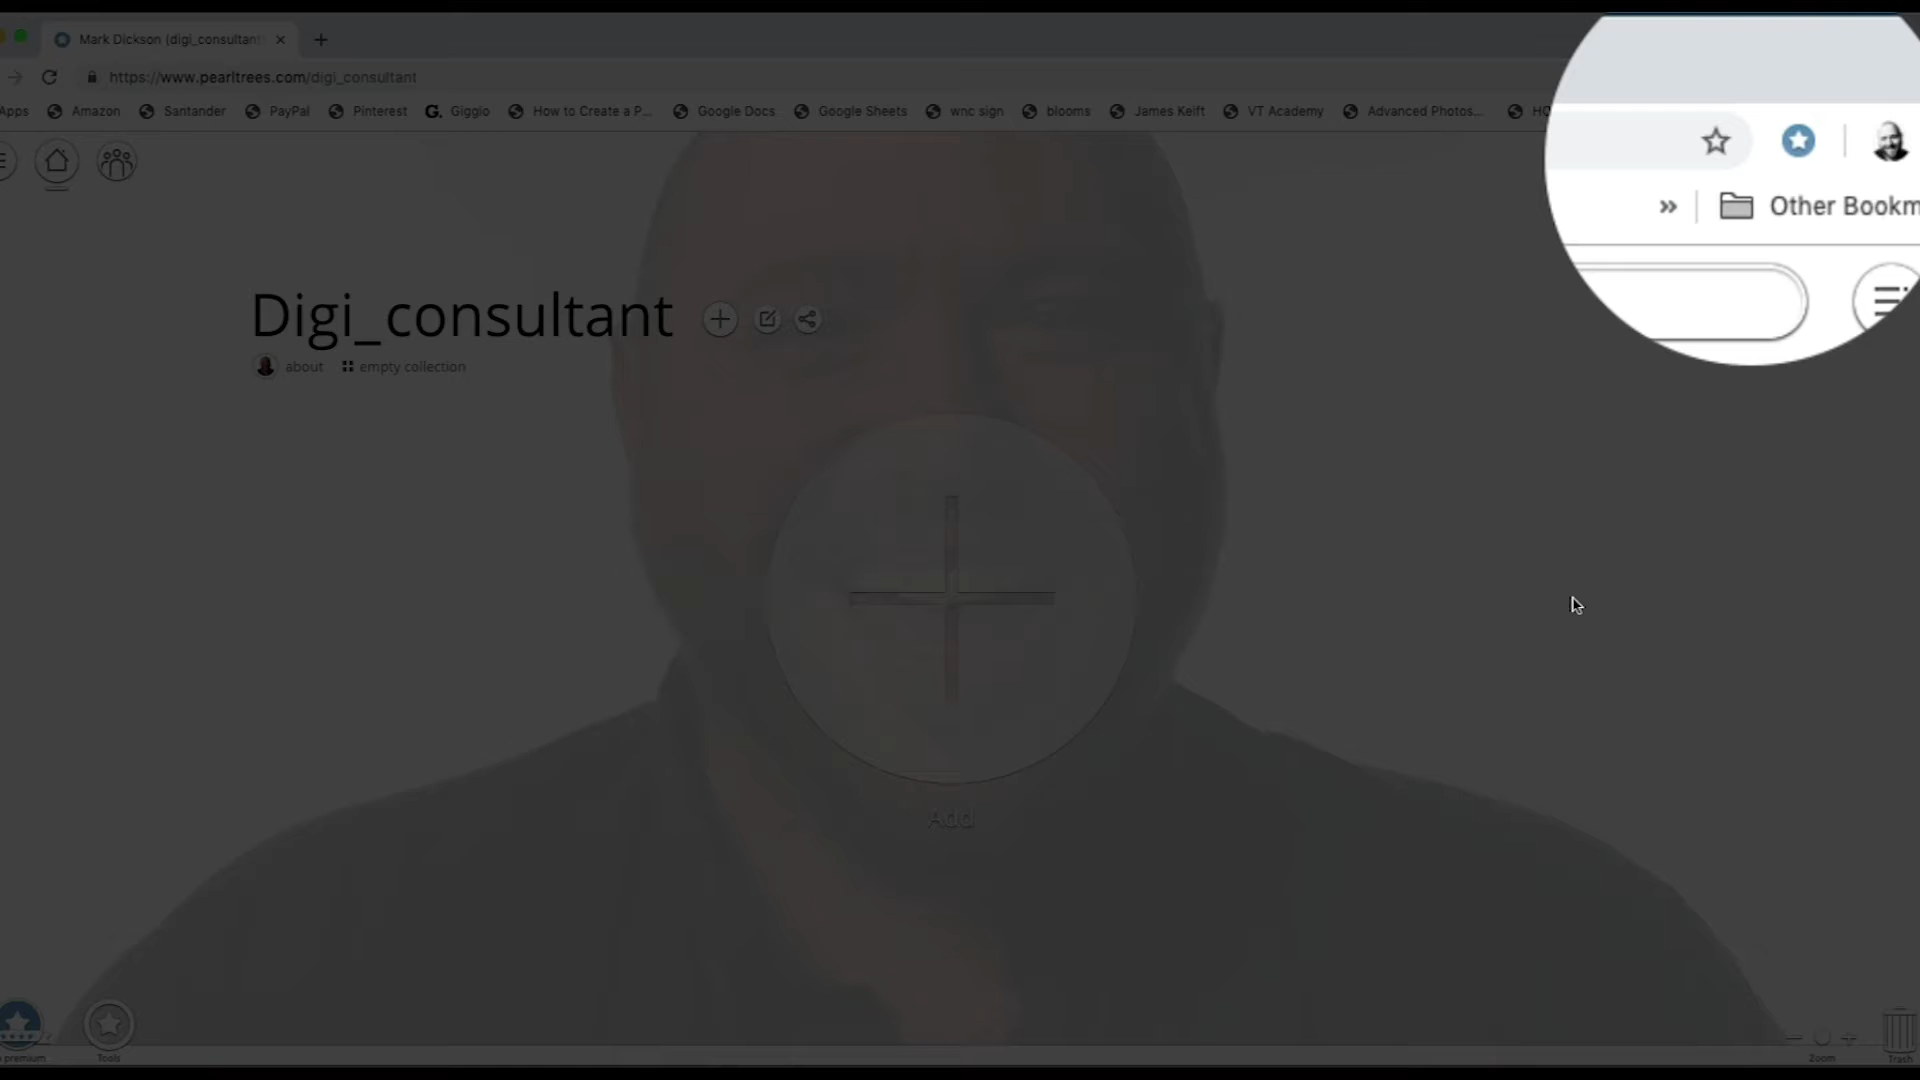 Mark Dickson (digi_consultant
https://www.pearltrees.com/digi_consultant
Apps Amazon Santander PayPal Pinterest G. Giggio How to Create a P... Google Docs Google Sheets wnc sign blooms James Keift VT Academy Advanced Photos... HO
» Other Bookm
Digi_consultant
about empty collection
Add
premium
Tools
Zoom
Trash